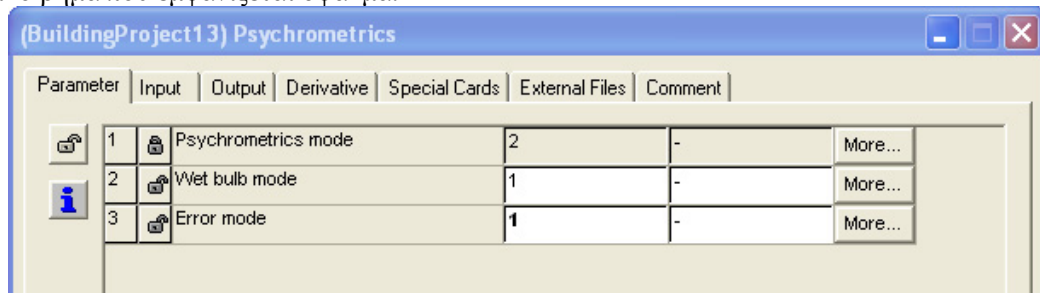 (BuildingProject13) Psychrometrics
Parameter Input Output Derivative Special Cards External Files Comment
1 Psychrometrics mode 2 - More...
2 Wet bulb mode 1 - More...
3 Error mode 1 - More...